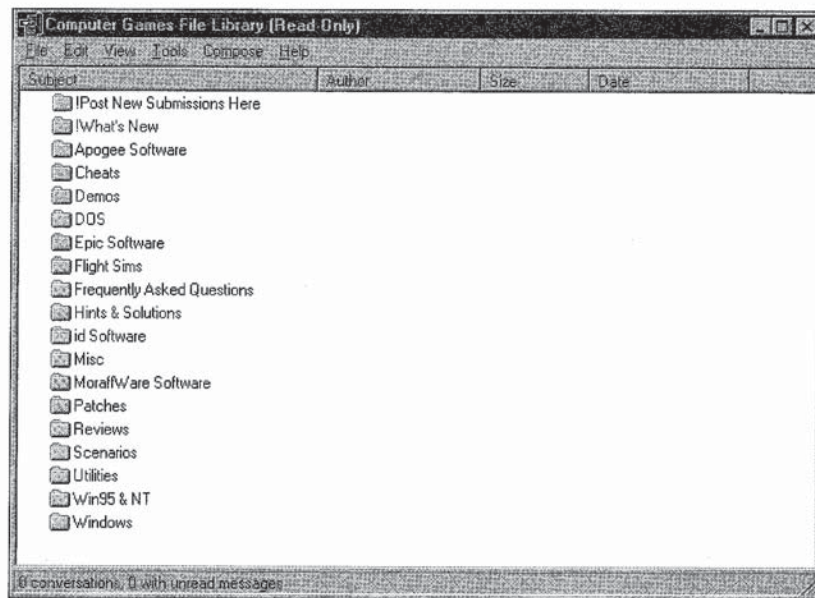 Computer Games File Library (Read Only)
File Edit View Tools Compose Help
Subject Author Size Date
!Post New Submissions Here
!What's New
Apogee Software
Cheats
Demos
DOS
Epic Software
Flight Sims
Frequently Asked Questions
Hints & Solutions
id Software
Misc
MoraffWare Software
Patches
Reviews
Scenarios
Utilities
Win95 & NT
Windows
0 conversations, 0 with unread messages